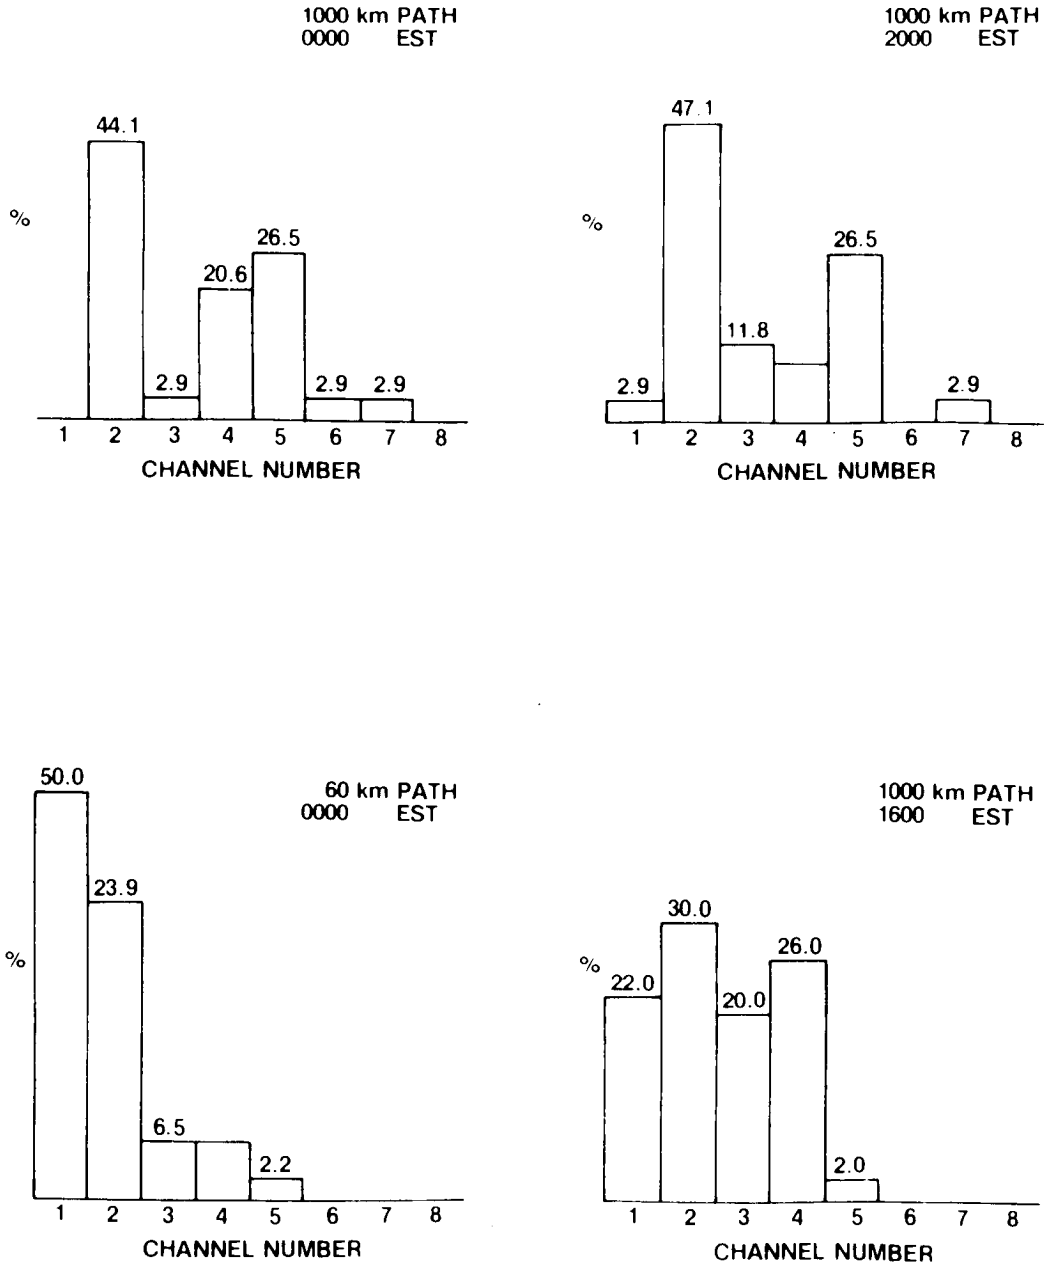 1000 km PATH
0000 EST
44.1
%
26.5
20.6
2.9
2.9
2.9
1 2 3 4 5 6 7 8
CHANNEL NUMBER
1000 km PATH
2000 EST
47.1
%
26.5
11.8
2.9
2.9
1 2 3 4 5 6 7 8
CHANNEL NUMBER
60 km PATH
0000 EST
50.0
23.9
%
6.5
2.2
1 2 3 4 5 6 7 8
CHANNEL NUMBER
1000 km PATH
1600 EST
30.0
26.0
%
22.0
20.0
2.0
1 2 3 4 5 6 7 8
CHANNEL NUMBER